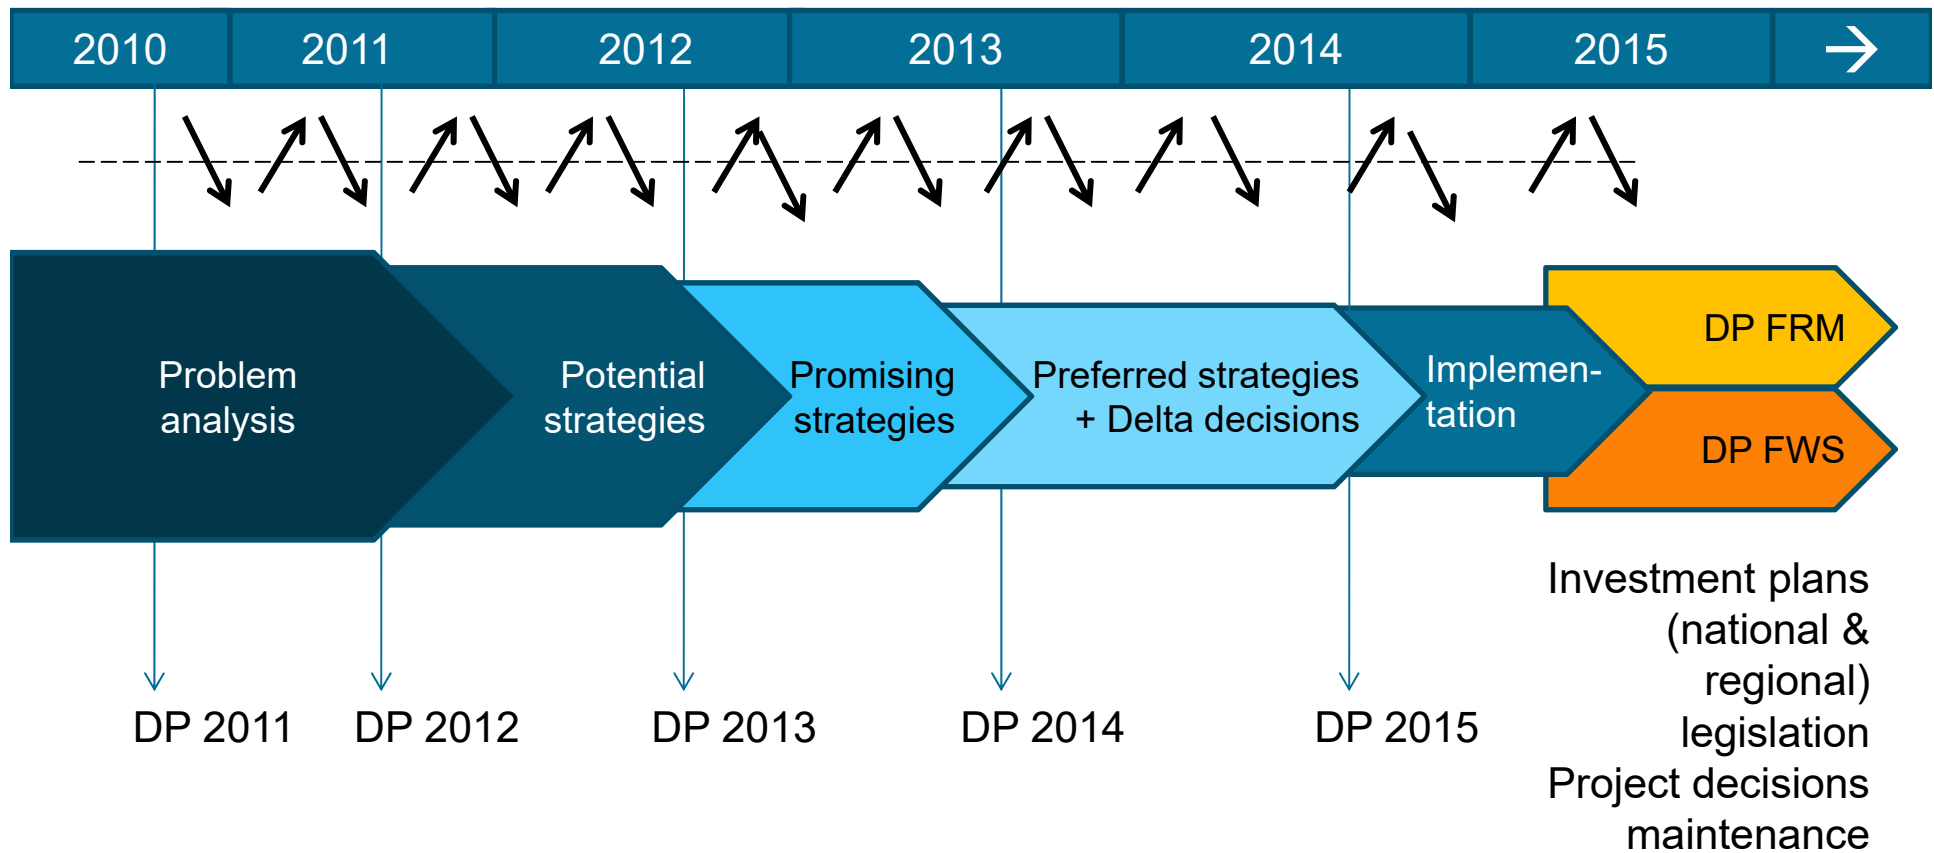 2010 2011 2012 2013 2014 2015 →
Problem
analysis
Potential
strategies
Promising
strategies
Preferred strategies
+ Delta decisions
Implemen-
tation
DP FRM
DP FWS
DP 2011 DP 2012 DP 2013 DP 2014 DP 2015
Investment plans
(national &
regional)
legislation
Project decisions
maintenance